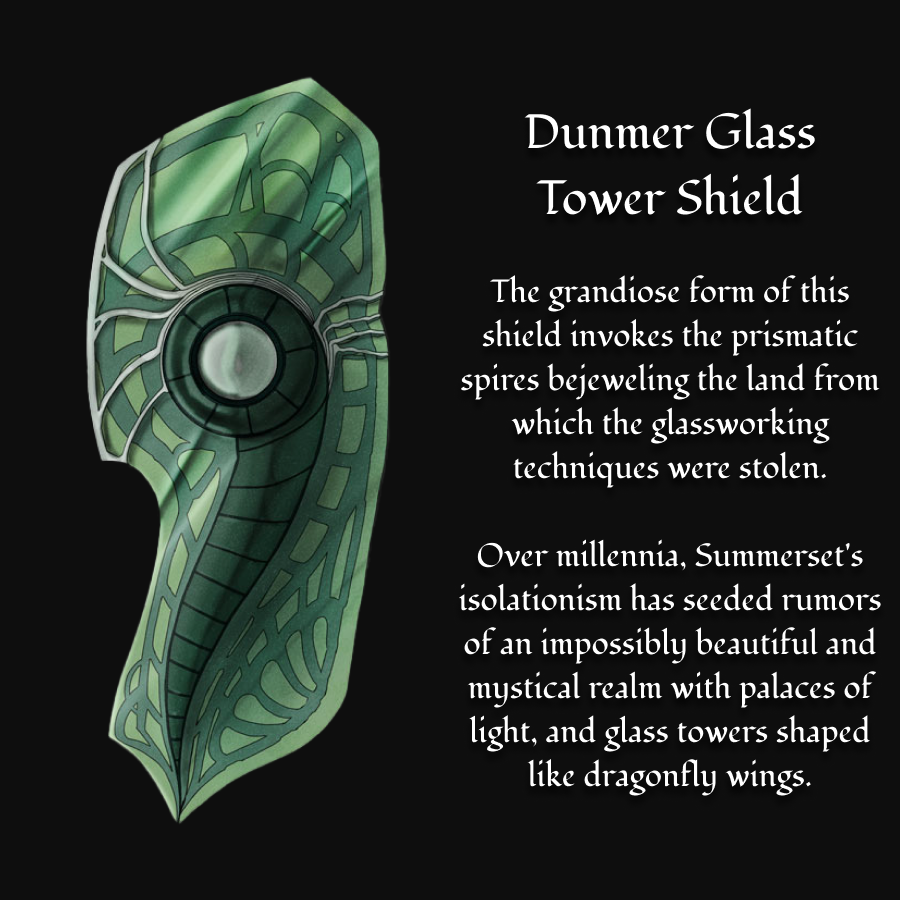 Dunmer Glass
Tower Shield
The grandiose form of this
shield invokes the prismatic
spires bejeweling the land from
which the glassworking
techniques were stolen.
Over millennia, Summerset's
isolationism has seeded rumors
of an impossibly beautiful and
mystical realm with palaces of
light, and glass towers shaped
like dragonfly wings.